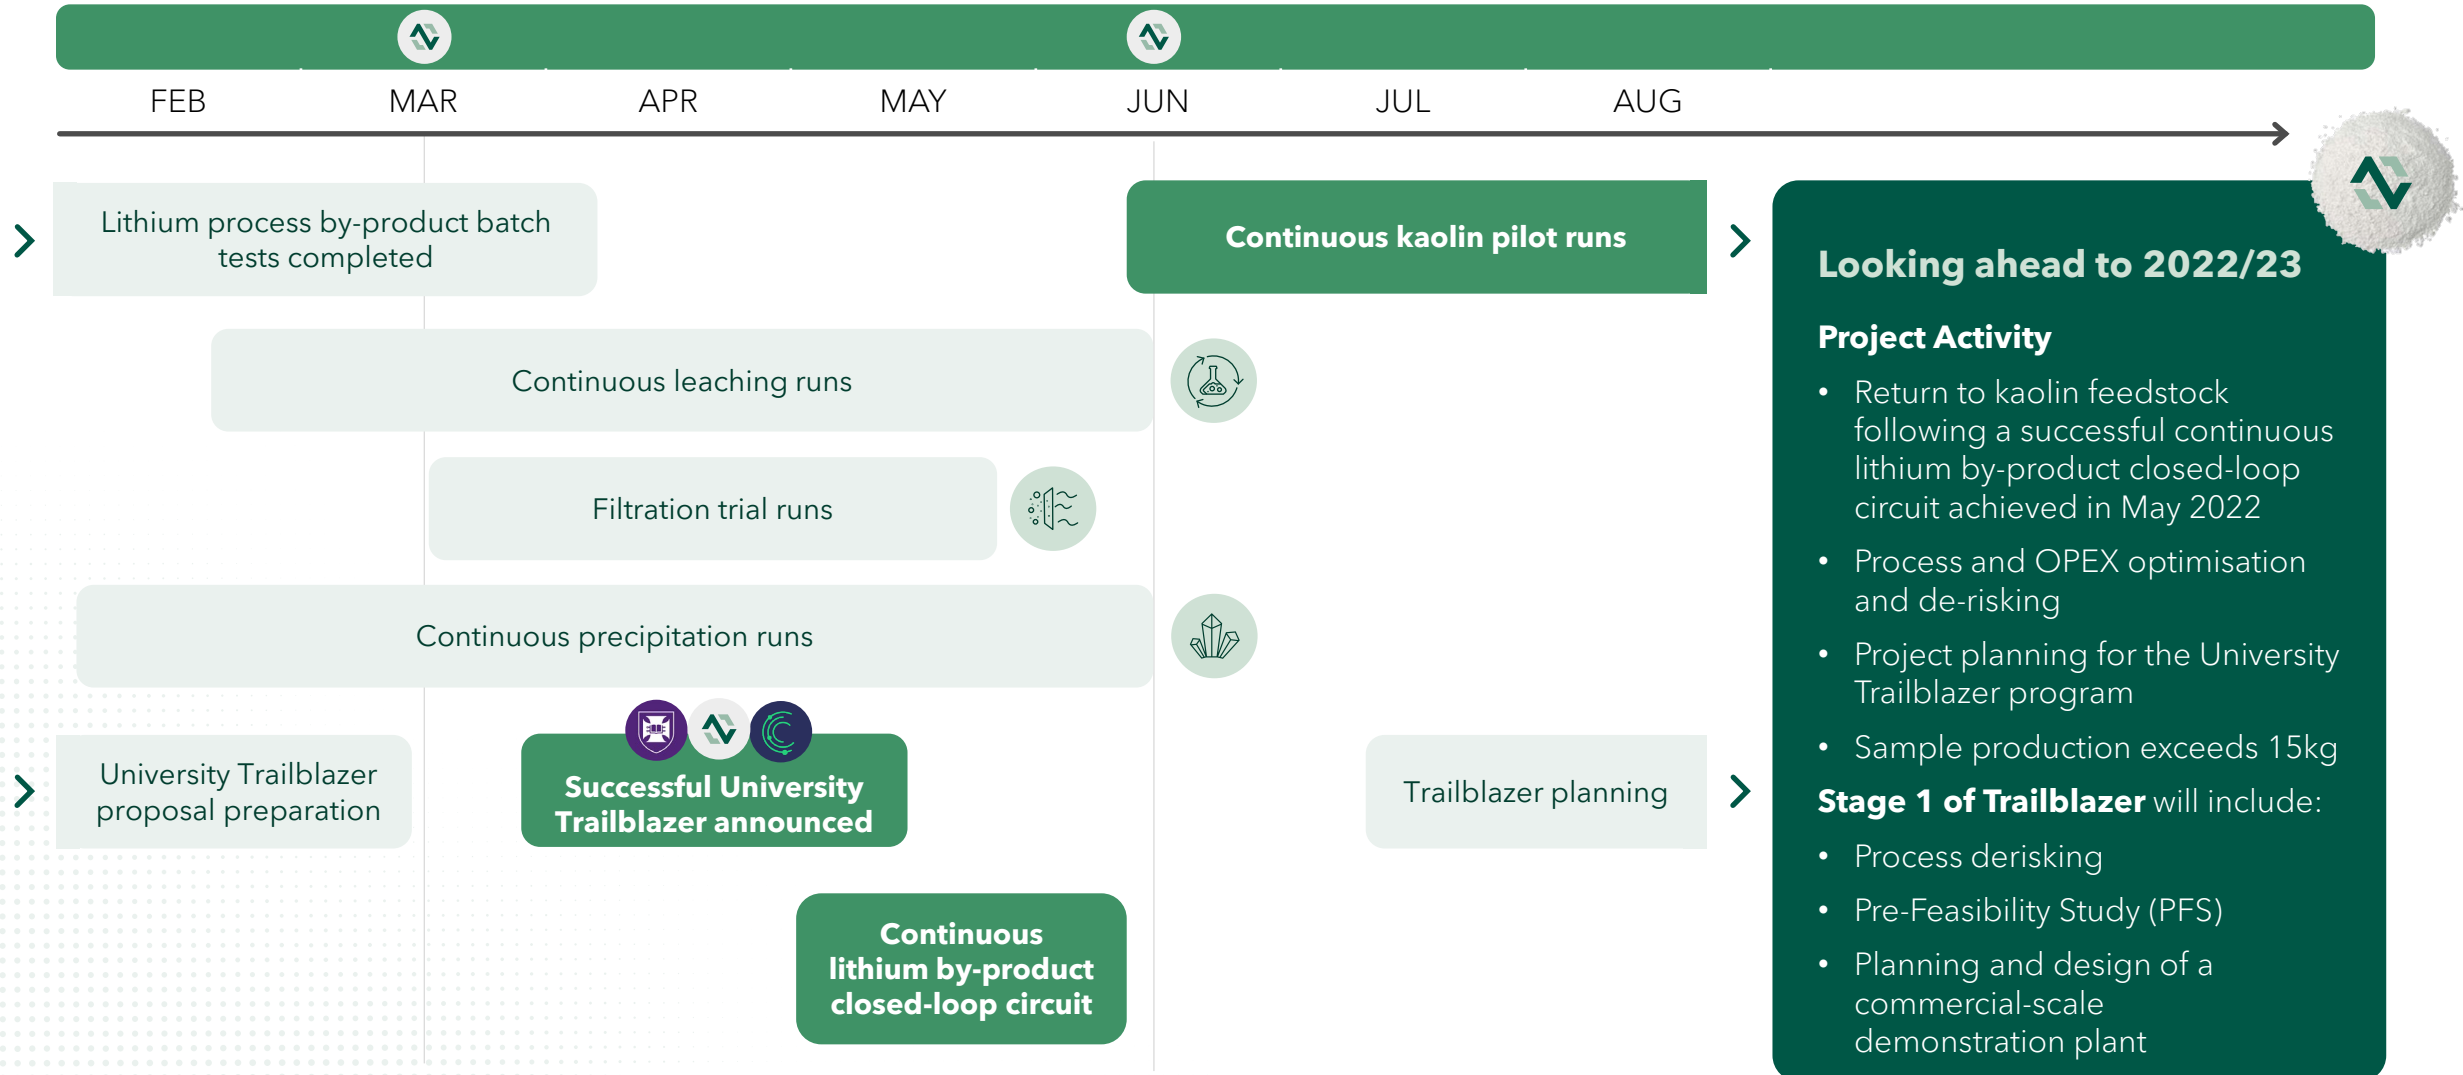 FEB
MAR
APR
MAY
JUN
JUL
AUG
Lithium process by-product batch
tests completed
Continuous kaolin pilot runs
Continuous leaching runs
Filtration trial runs
Continuous precipitation runs
University Trailblazer
proposal preparation
Successful University
Trailblazer announced
Trailblazer planning
Continuous
lithium by-product
closed-loop circuit
Looking ahead to 2022/23
Project Activity
• Return to kaolin feedstock
following a successful continuous
lithium by-product closed-loop
circuit achieved in May 2022
• Process and OPEX optimisation
and de-risking
• Project planning for the University
Trailblazer program
• Sample production exceeds 15kg
Stage 1 of Trailblazer will include:
• Process derisking
• Pre-Feasibility Study (PFS)
• Planning and design of a
commercial-scale
demonstration plant